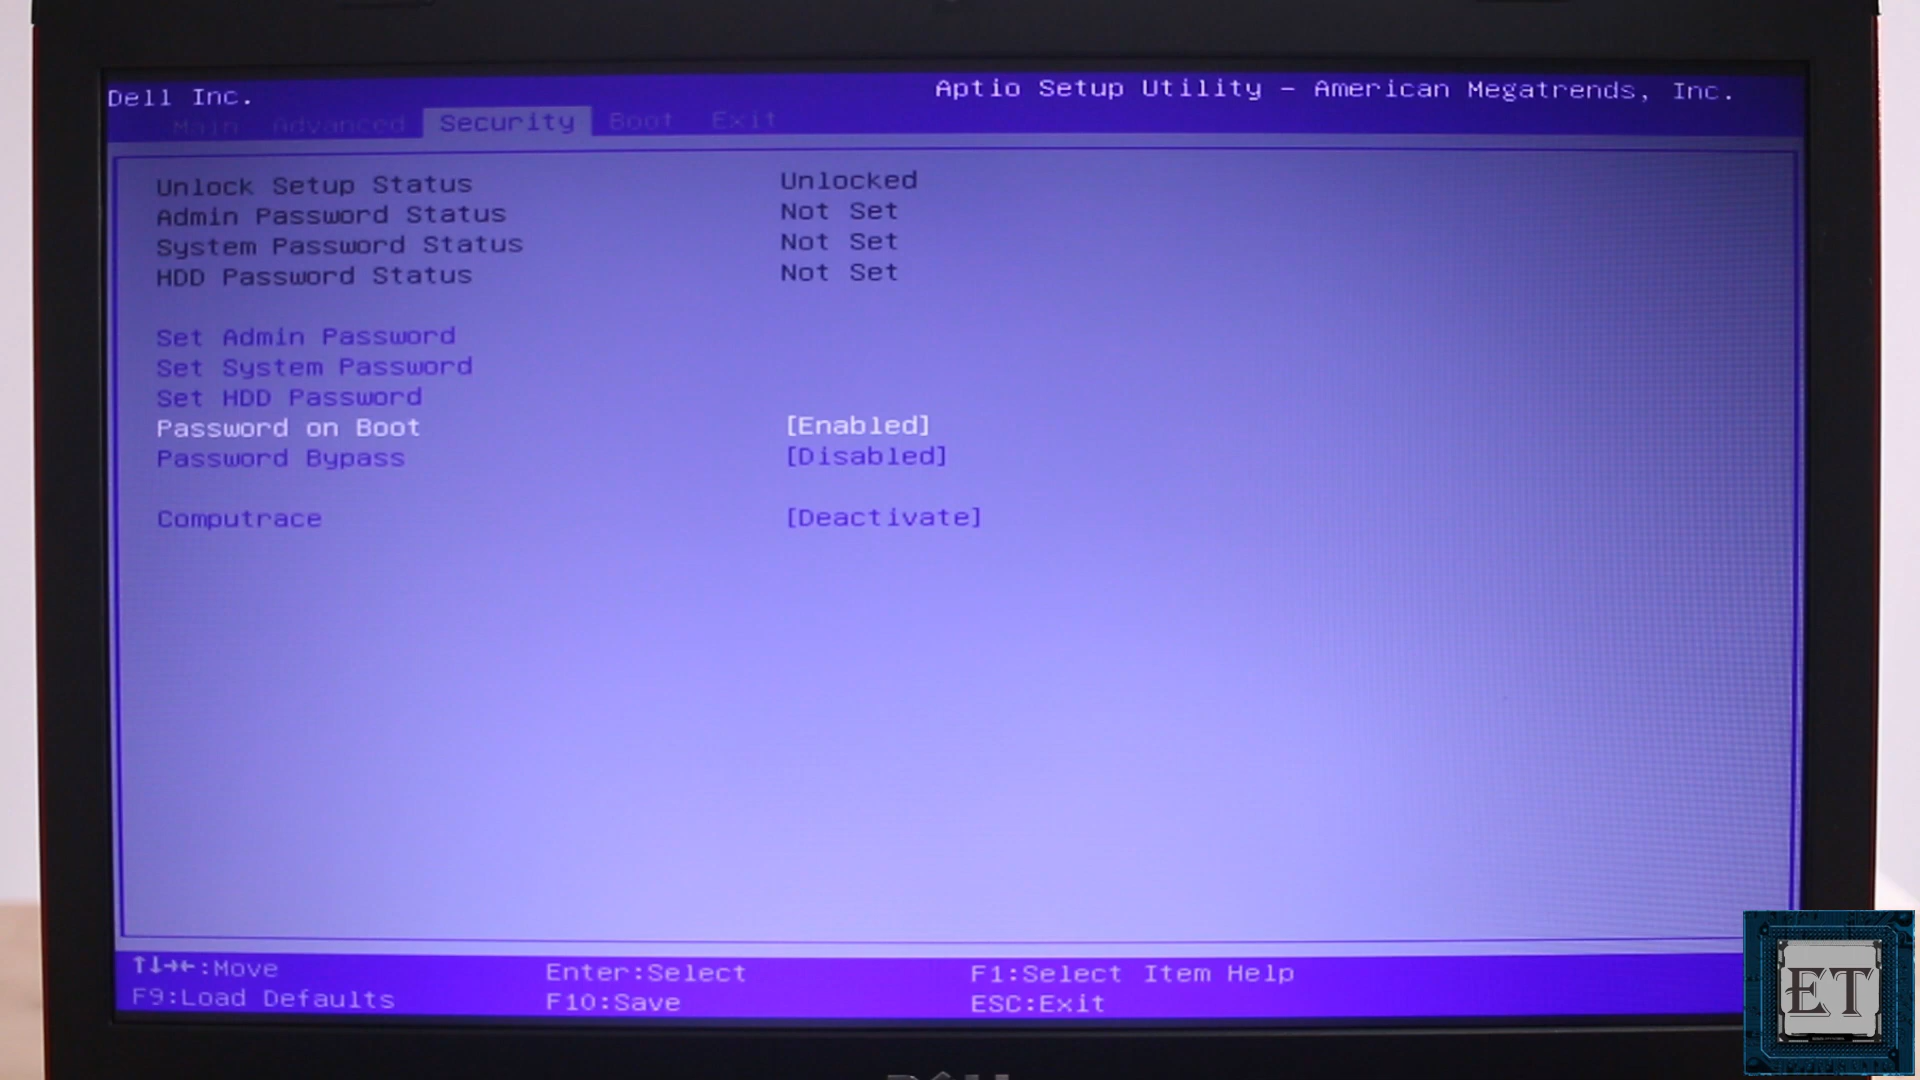 Dell Inc.
Aptio Setup Utility – American Megatrends, Inc.
Main Advanced Security Boot Exit
Unlock Setup Status Unlocked
Admin Password Status Not Set
System Password Status Not Set
HDD Password Status Not Set
Set Admin Password
Set System Password
Set HDD Password
Password on Boot [Enabled]
Password Bypass [Disabled]
Computrace [Deactivate]
↑↓→←:Move Enter:Select F1:Select Item Help
F9:Load Defaults F10:Save ESC:Exit
ET